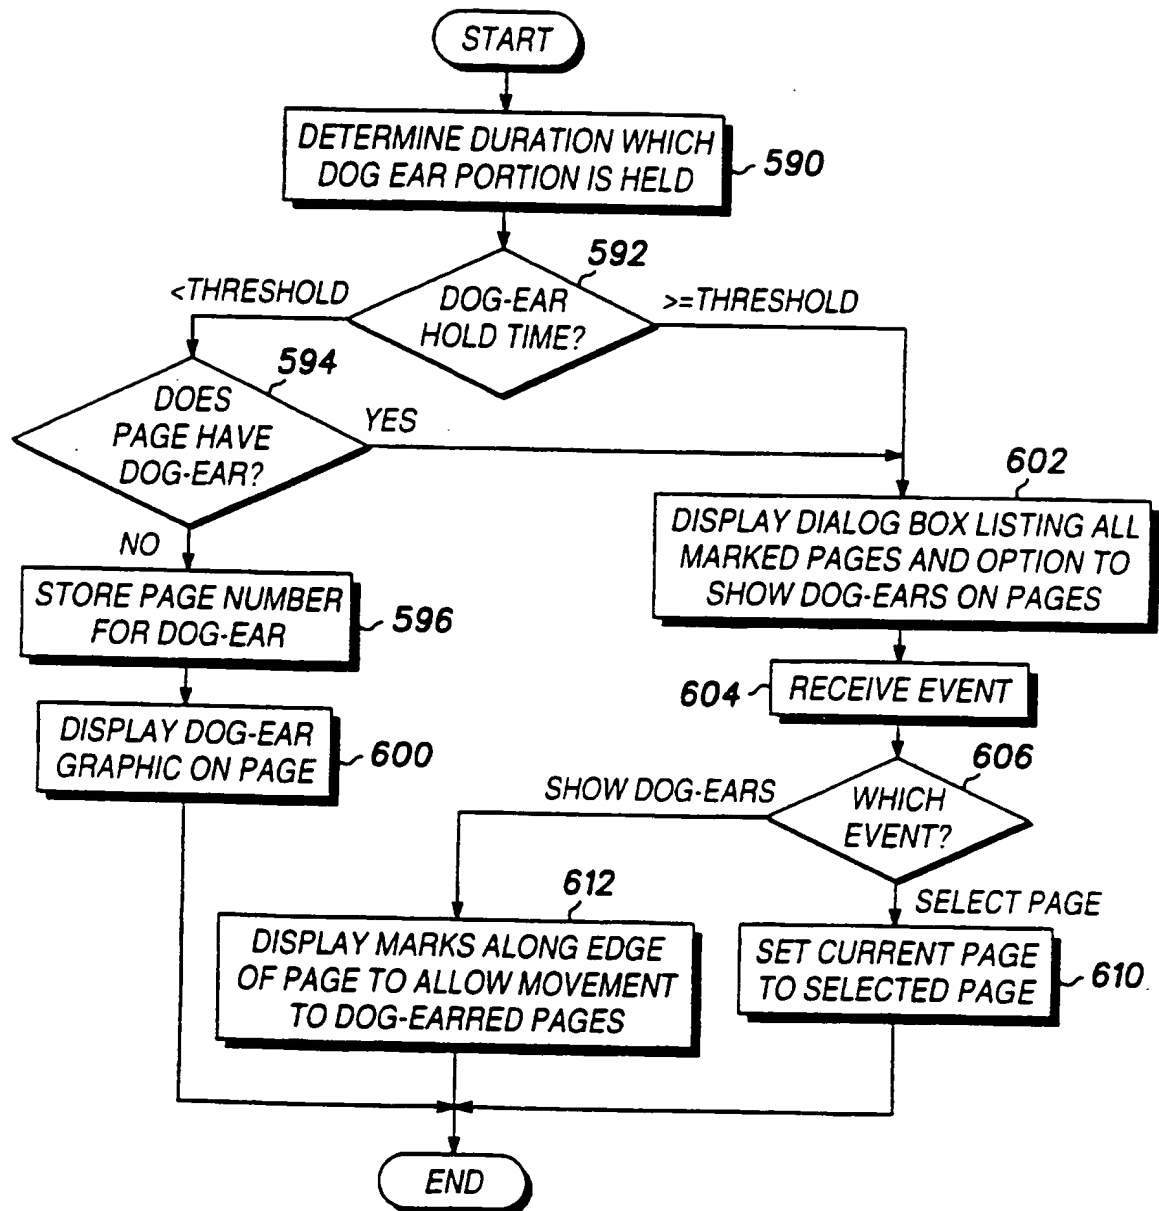 START
DETERMINE DURATION WHICH
DOG EAR PORTION IS HELD
590
592
<THRESHOLD
DOG-EAR
HOLD TIME?
>=THRESHOLD
594
DOES
PAGE HAVE
DOG-EAR?
YES
NO
STORE PAGE NUMBER
FOR DOG-EAR
596
DISPLAY DOG-EAR
GRAPHIC ON PAGE
600
602
DISPLAY DIALOG BOX LISTING ALL
MARKED PAGES AND OPTION TO
SHOW DOG-EARS ON PAGES
604
RECEIVE EVENT
606
SHOW DOG-EARS
WHICH
EVENT?
SELECT PAGE
612
DISPLAY MARKS ALONG EDGE
OF PAGE TO ALLOW MOVEMENT
TO DOG-EARRED PAGES
SET CURRENT PAGE
TO SELECTED PAGE
610
END